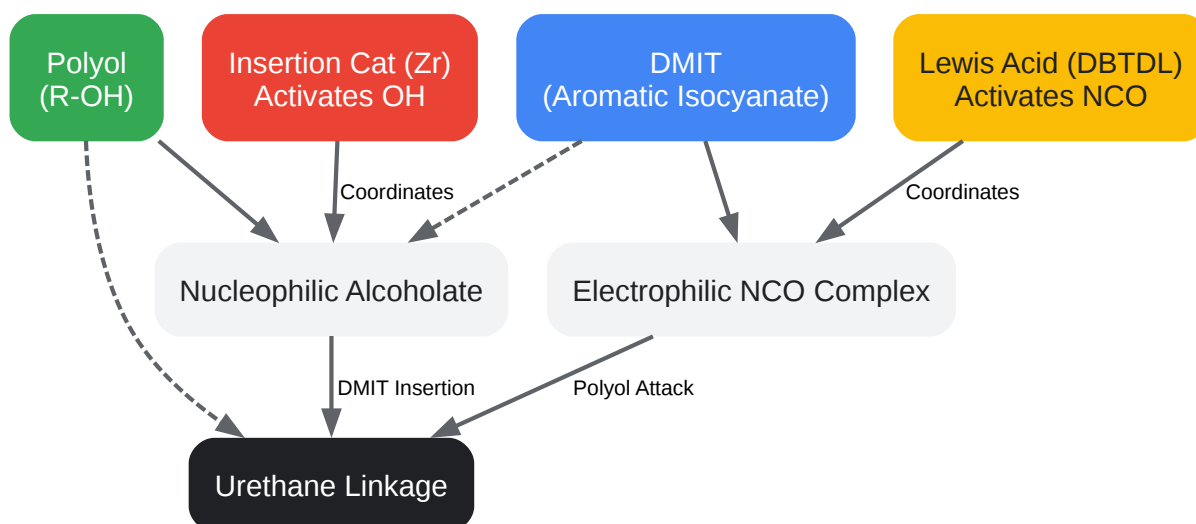 Polyol
(R-OH)
Insertion Cat (Zr)
Activates OH
DMIT
(Aromatic Isocyanate)
Lewis Acid (DBTDL)
Activates NCO
Coordinates
Coordinates
Nucleophilic Alcoholate
Electrophilic NCO Complex
DMIT Insertion
Polyol Attack
Urethane Linkage